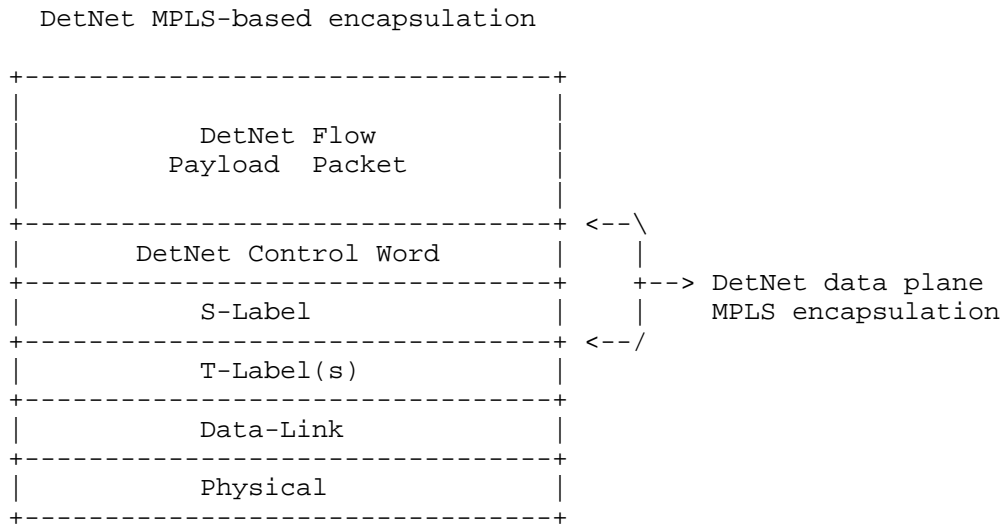 DetNet MPLS-based encapsulation
+---------------------------------+
|                                 |
|           DetNet Flow           |
|         Payload  Packet         |
|                                 |
+---------------------------------+ <--\
|       DetNet Control Word       |    |
+---------------------------------+    +--> DetNet data plane
|           S-Label               |    |    MPLS encapsulation
+---------------------------------+ <--/
|           T-Label(s)            |
+---------------------------------+
|           Data-Link             |
+---------------------------------+
|           Physical              |
+---------------------------------+